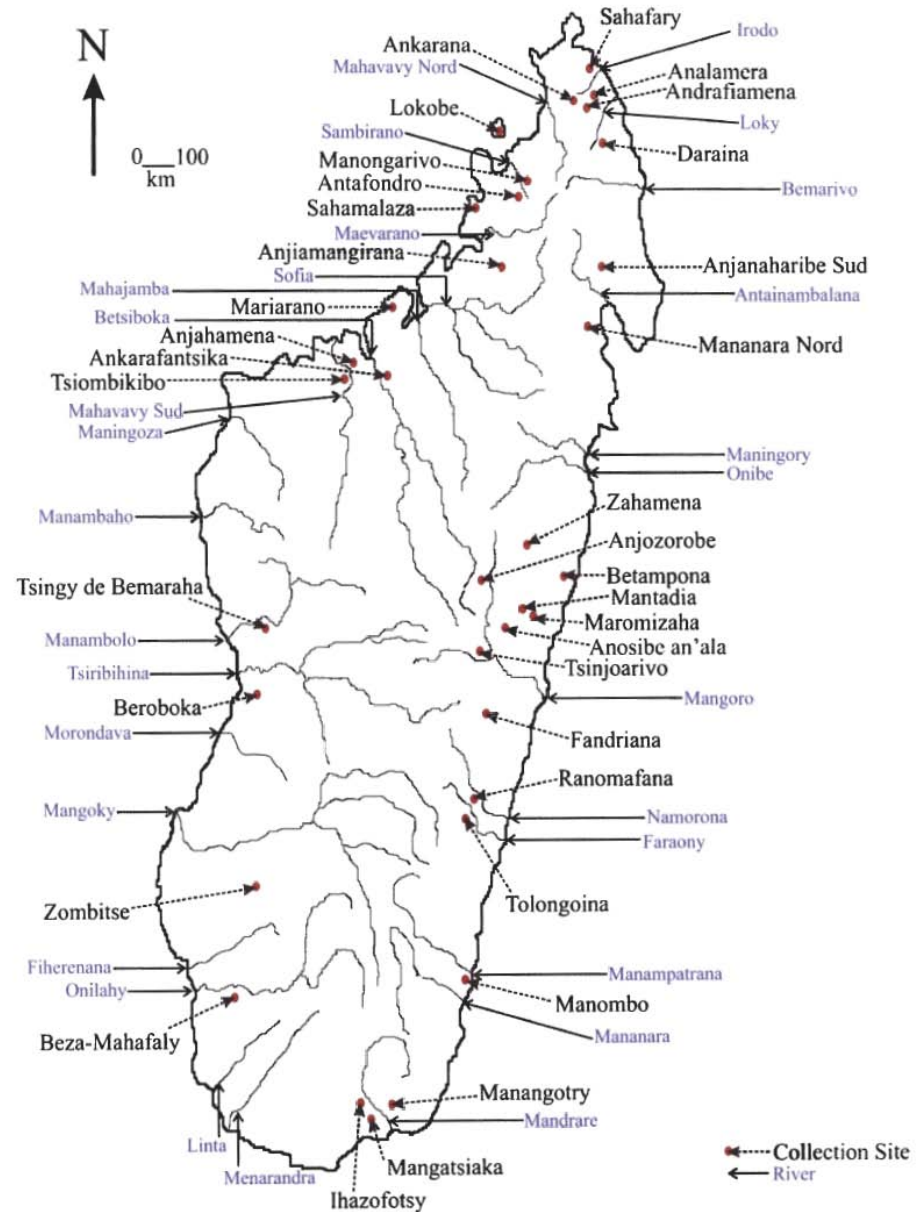 Sahafary
N
Irodo
Ankarana
Mahavavy Nord
Analamera
Andrafiamena
Lokobe
Loky
Sambirano
0 100
km
Manongarivo
Daraina
Antafondro
Bemarivo
Sahamalaza
Maevarano
Anjiamangirana
Sofia
Anjanaharibe Sud
Mahajamba
Mariarano
Antainambalana
Betsiboka
Anjahamena
Mananara Nord
Ankarafantsika
Tsiombikibo
Mahavavy Sud
Maningoza
Maningory
Onibe
Manambaho
Zahamena
Anjozorobe
Tsingy de Bemaraha
Betampona
Mantadia
Maromizaha
Manambolo
Anosibe an’ala
Tsinjoarivo
Tsiribihina
Beroboka
Mangoro
Morondava
Fandriana
Ranomafana
Mangoky
Namorona
Faraony
Zombitse
Tolongoina
Fiherenana
Manampatrana
Onilahy
Manombo
Beza-Mahafaly
Mananara
Manangotry
Mandrare
Linta
Collection Site
Menarandra
Mangatsiaka
River
Ihazofotsy